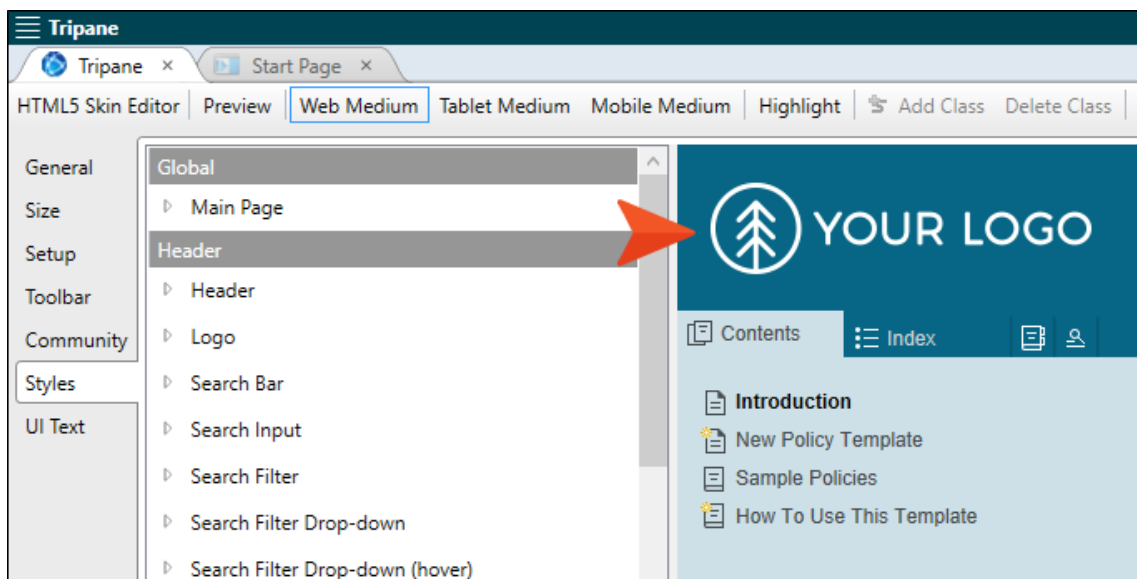 Tripane
Tripane × Start Page ×
HTML5 Skin Editor Preview Web Medium Tablet Medium Mobile Medium Highlight Add Class Delete Class
General
Size
Setup
Toolbar
Community
Styles
UI Text
Global
Main Page
Header
Header
Logo
Search Bar
Search Input
Search Filter
Search Filter Drop-down
Search Filter Drop-down (hover)
YOUR LOGO
Contents Index
Introduction
New Policy Template
Sample Policies
How To Use This Template